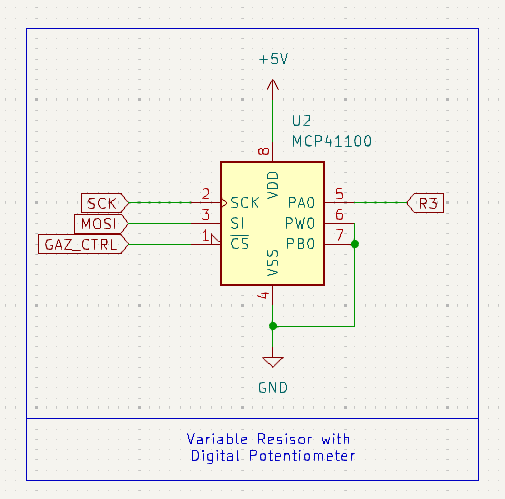 +5V
U2
MCP41100
8
VDD
SCK
2
SCK
PA0
5
R3
MOSI
3
SI
PW0
6
GAZ_CTRL
1
CS
PB0
7
VSS
4
GND
Variable Resisor with
Digital Potentiometer